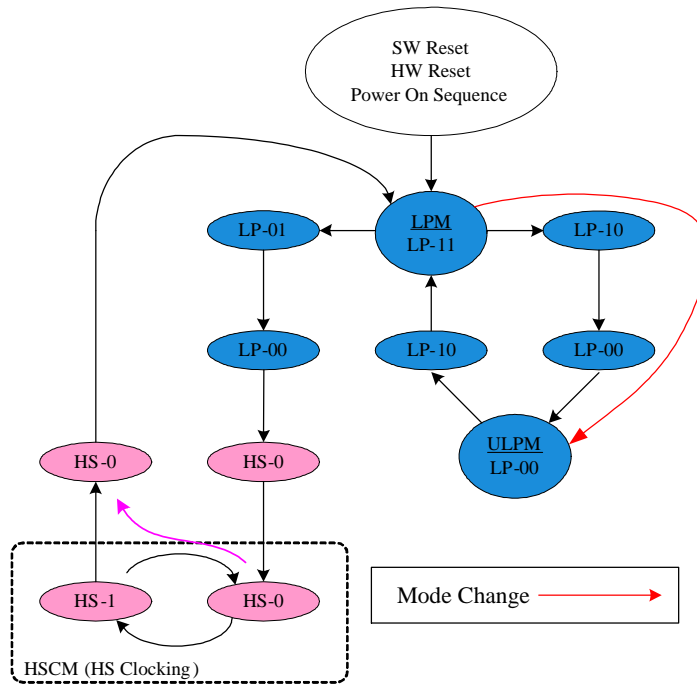 SW Reset
HW Reset
Power On Sequence
LPM
LP-11
LP-01
LP-10
LP-00
LP-10
LP-00
ULPM
LP-00
HS-0
HS-0
HS-1
HS-0
HSCM (HS Clocking)
Mode Change